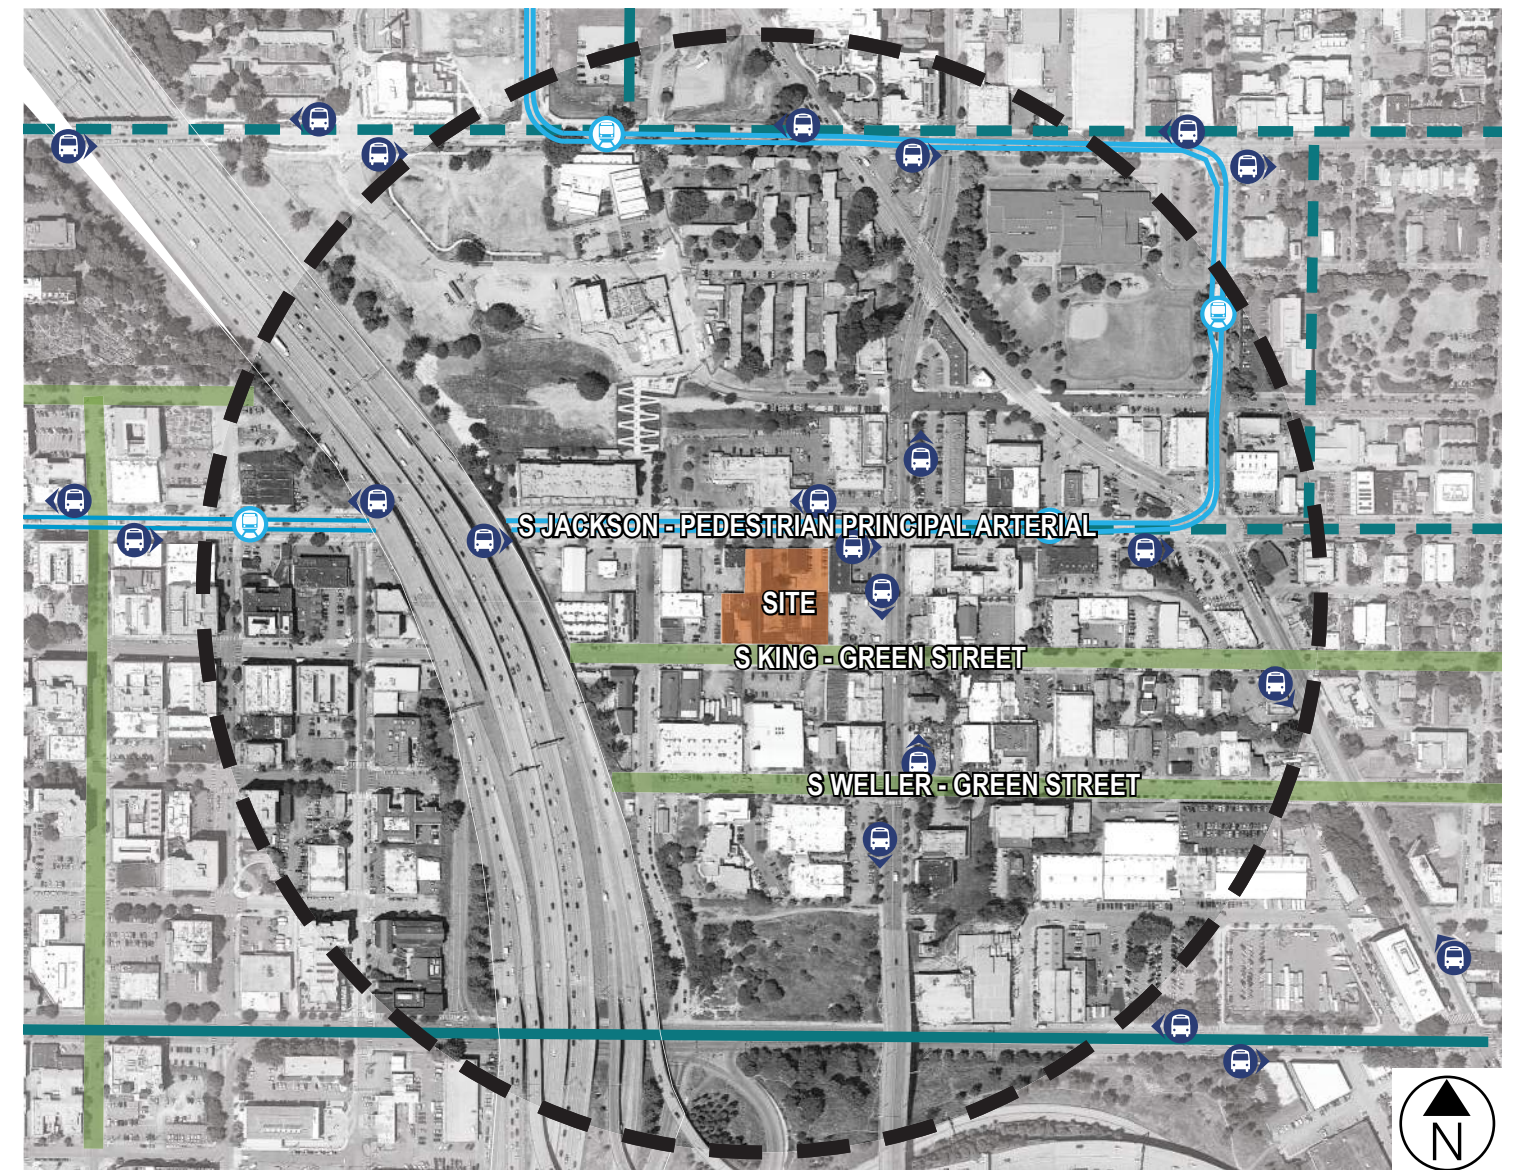 S JACKSON - PEDESTRIAN PRINCIPAL ARTERIAL
SITE
S KING - GREEN STREET
S WELLER - GREEN STREET
N